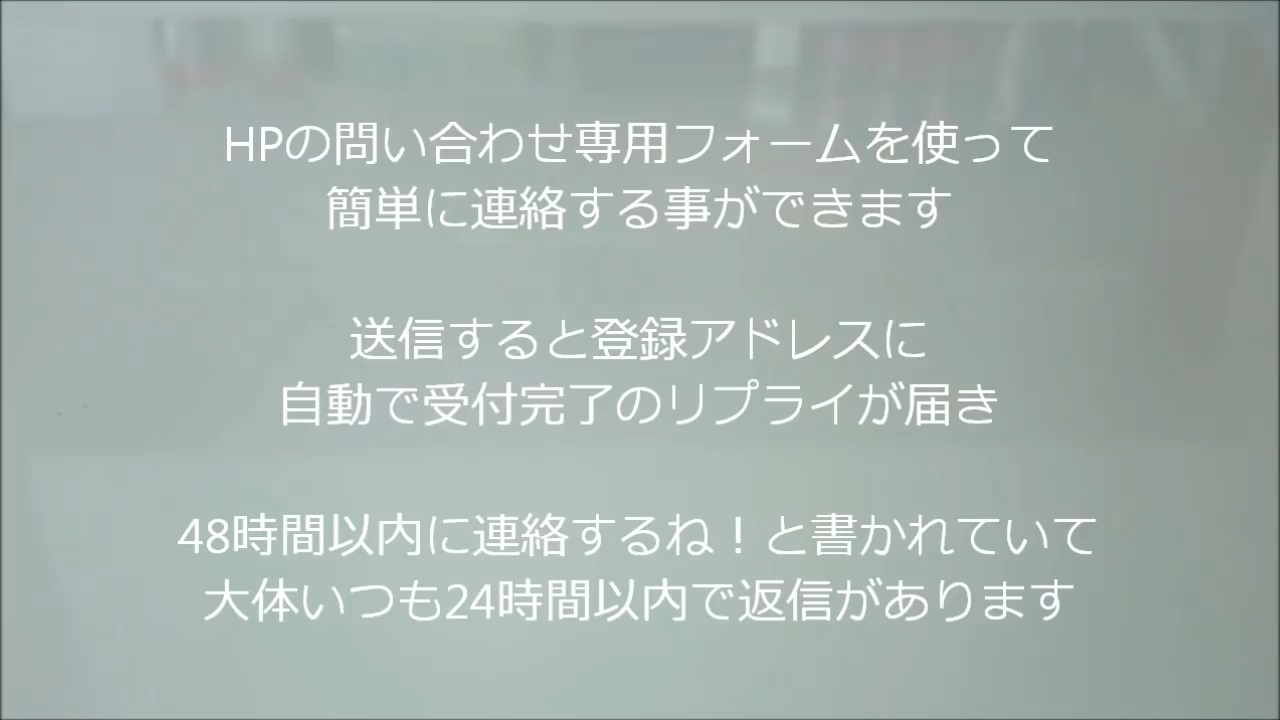 HPの問い合わせ専用フォームを使って
簡単に連絡する事ができます
送信すると登録アドレスに
自動で受付完了のリプライが届き
48時間以内に連絡するね！と書かれていて
大体いつも24時間以内で返信があります